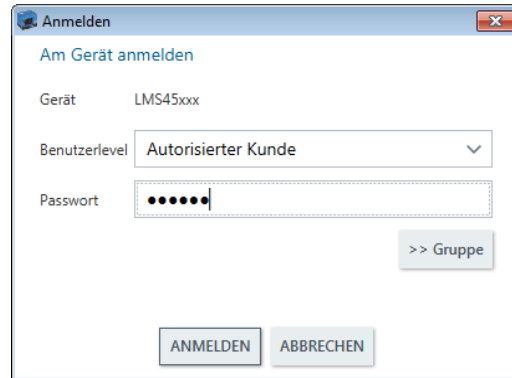 Anmelden
Am Gerät anmelden
Gerät LMS45xxx
Benutzerlevel Autorisierter Kunde
Passwort ●●●●●●
>> Gruppe
ANMELDEN ABBRECHEN